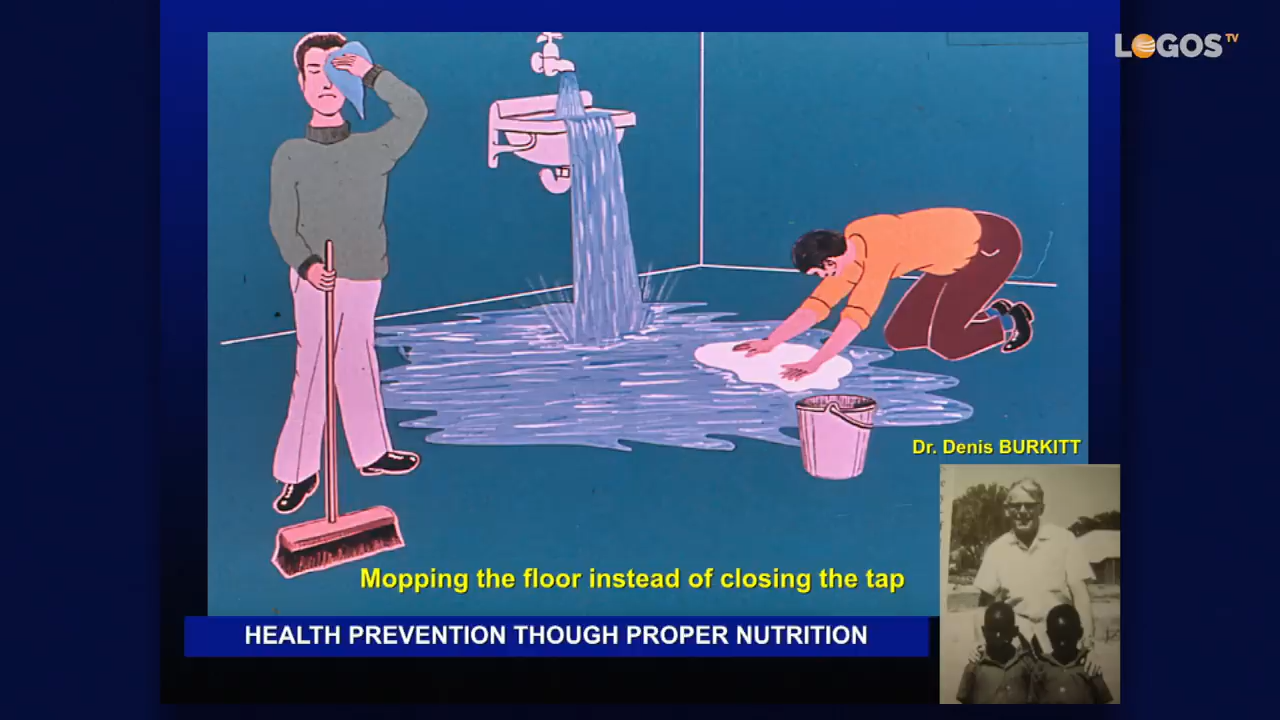 LOGOS TV
Dr. Denis BURKITT
Mopping the floor instead of closing the tap
HEALTH PREVENTION THOUGH PROPER NUTRITION